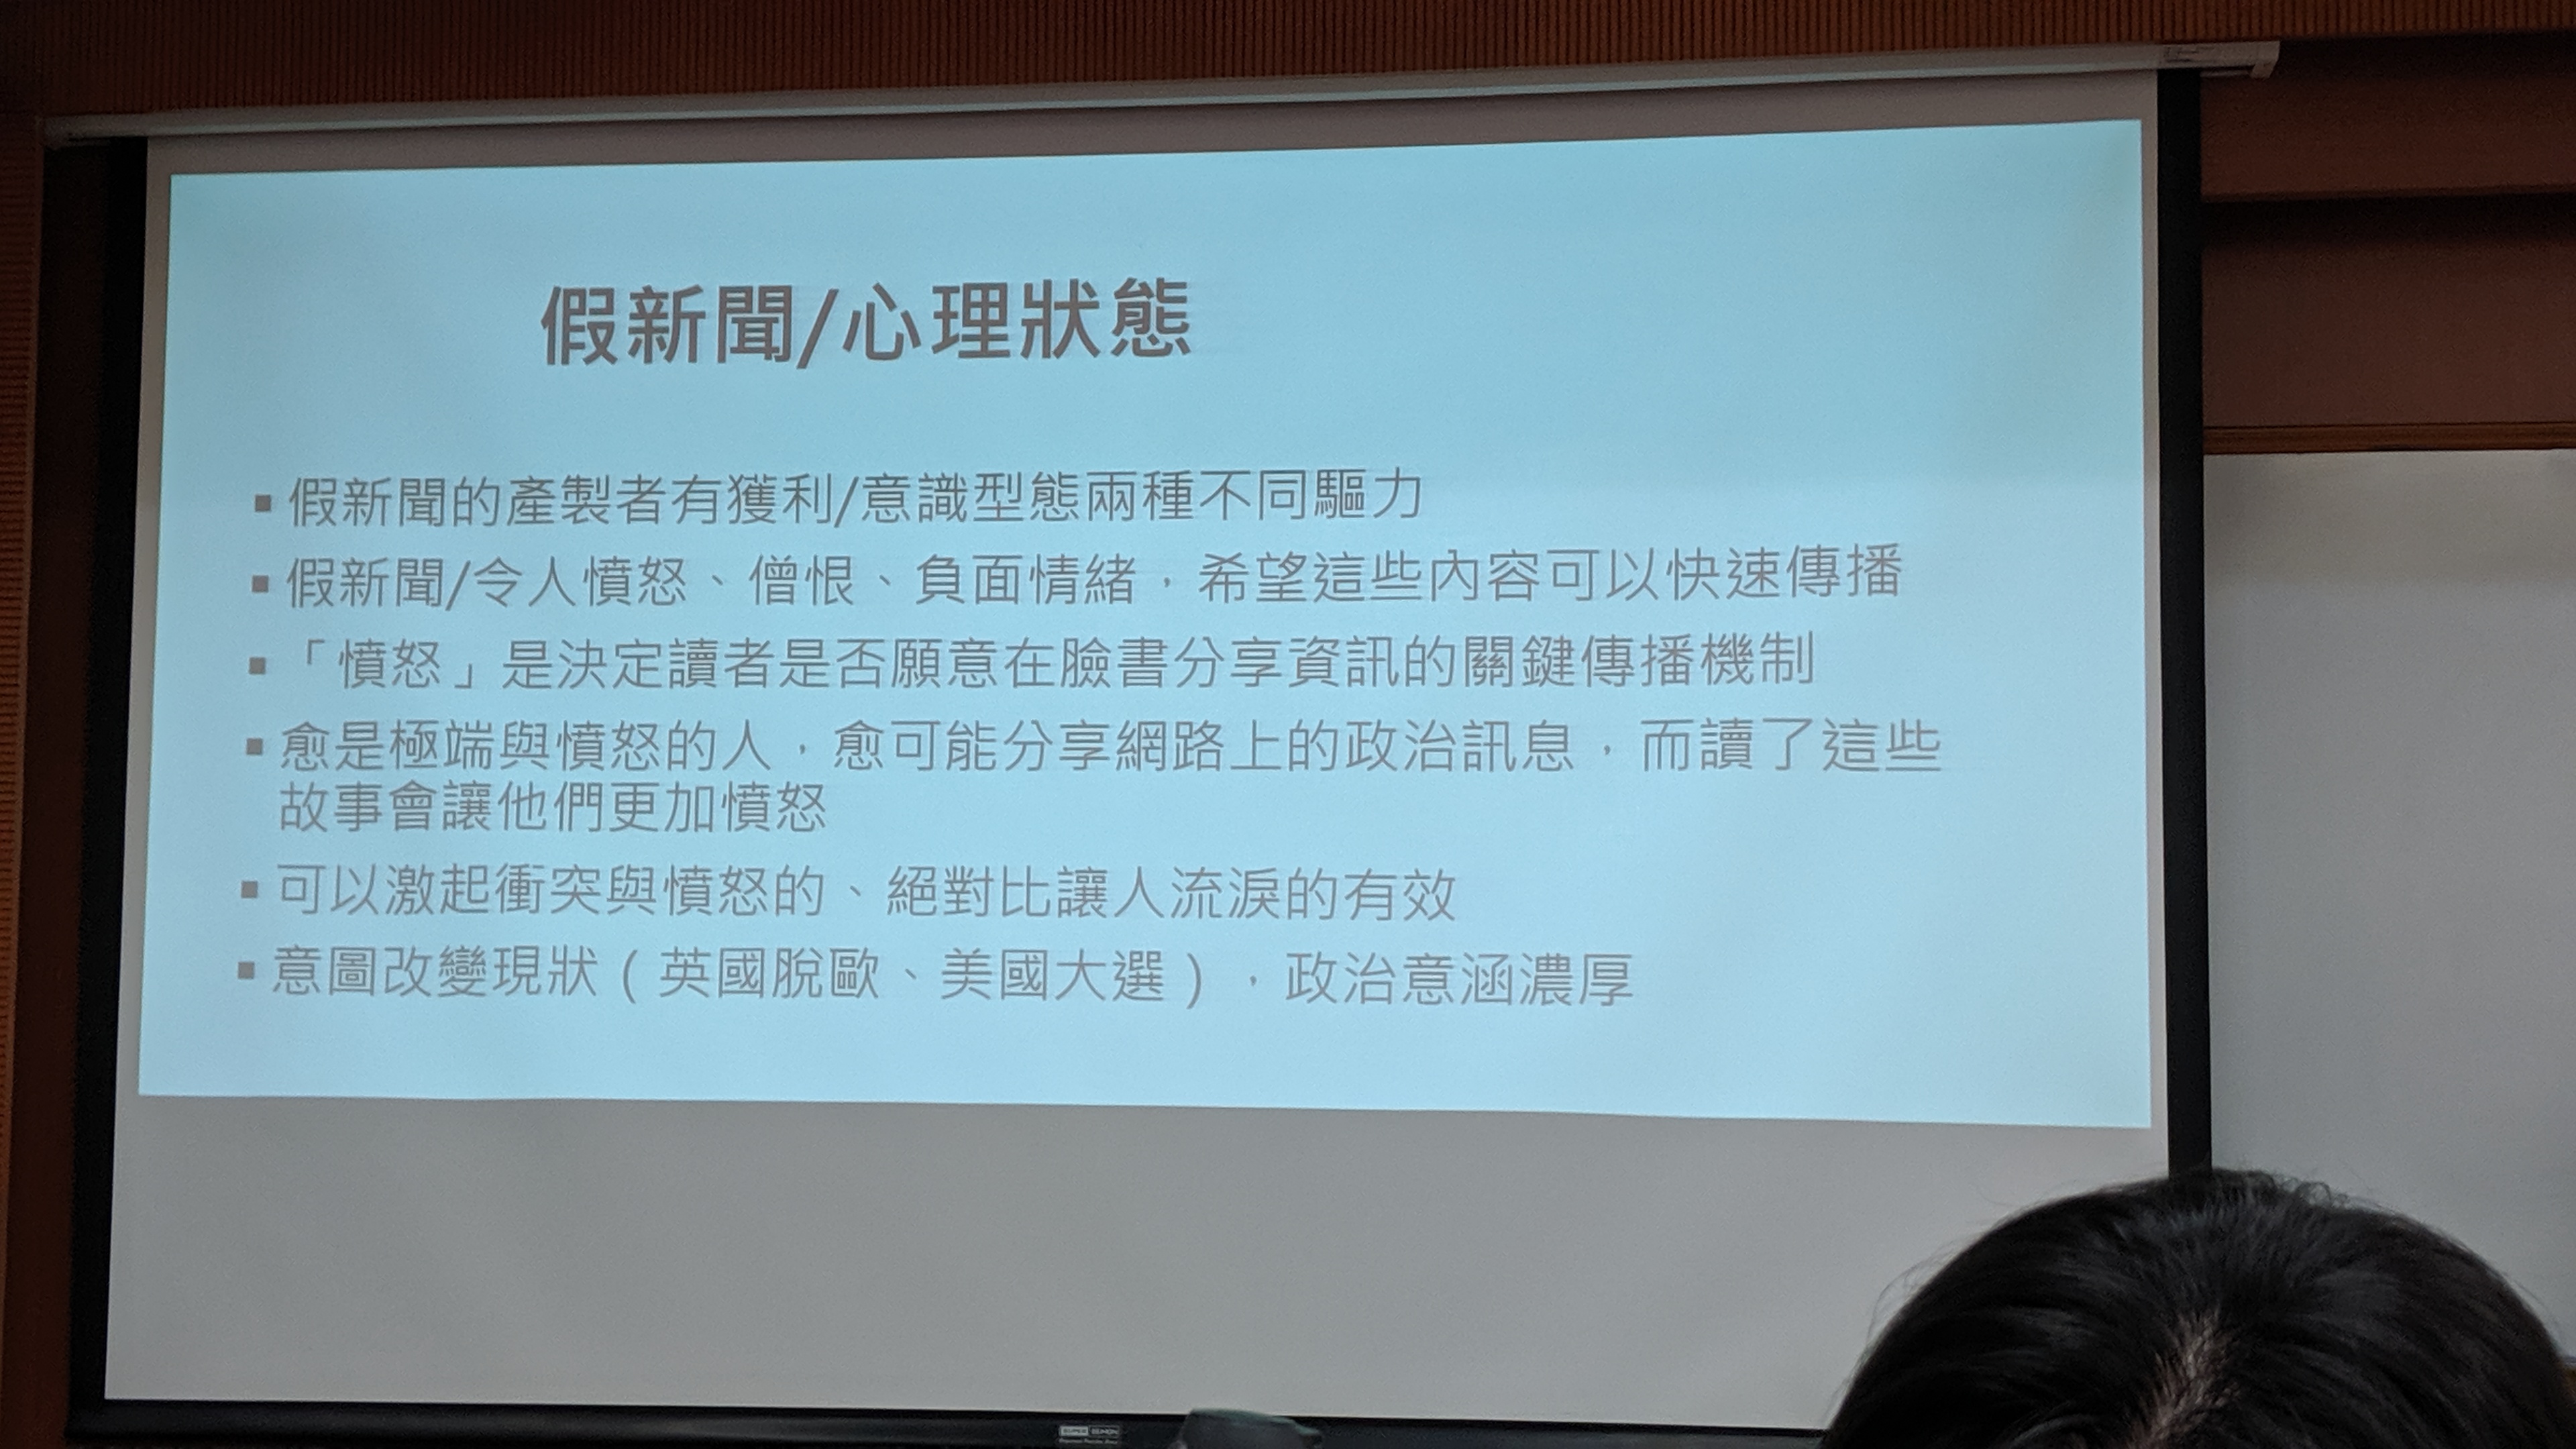 假新聞/心理狀態
▪ 假新聞的產製者有獲利/意識型態兩種不同驅力
▪ 假新聞/令人憤怒、僧恨、負面情緒，希望這些內容可以快速傳播
▪ 「憤怒」是決定讀者是否願意在臉書分享資訊的關鍵傳播機制
▪ 愈是極端與憤怒的人，愈可能分享網路上的政治訊息，而讀了這些
故事會讓他們更加憤怒
▪ 可以激起衝突與憤怒的、絕對比讓人流淚的有效
▪ 意圖改變現狀（英國脫歐、美國大選），政治意涵濃厚